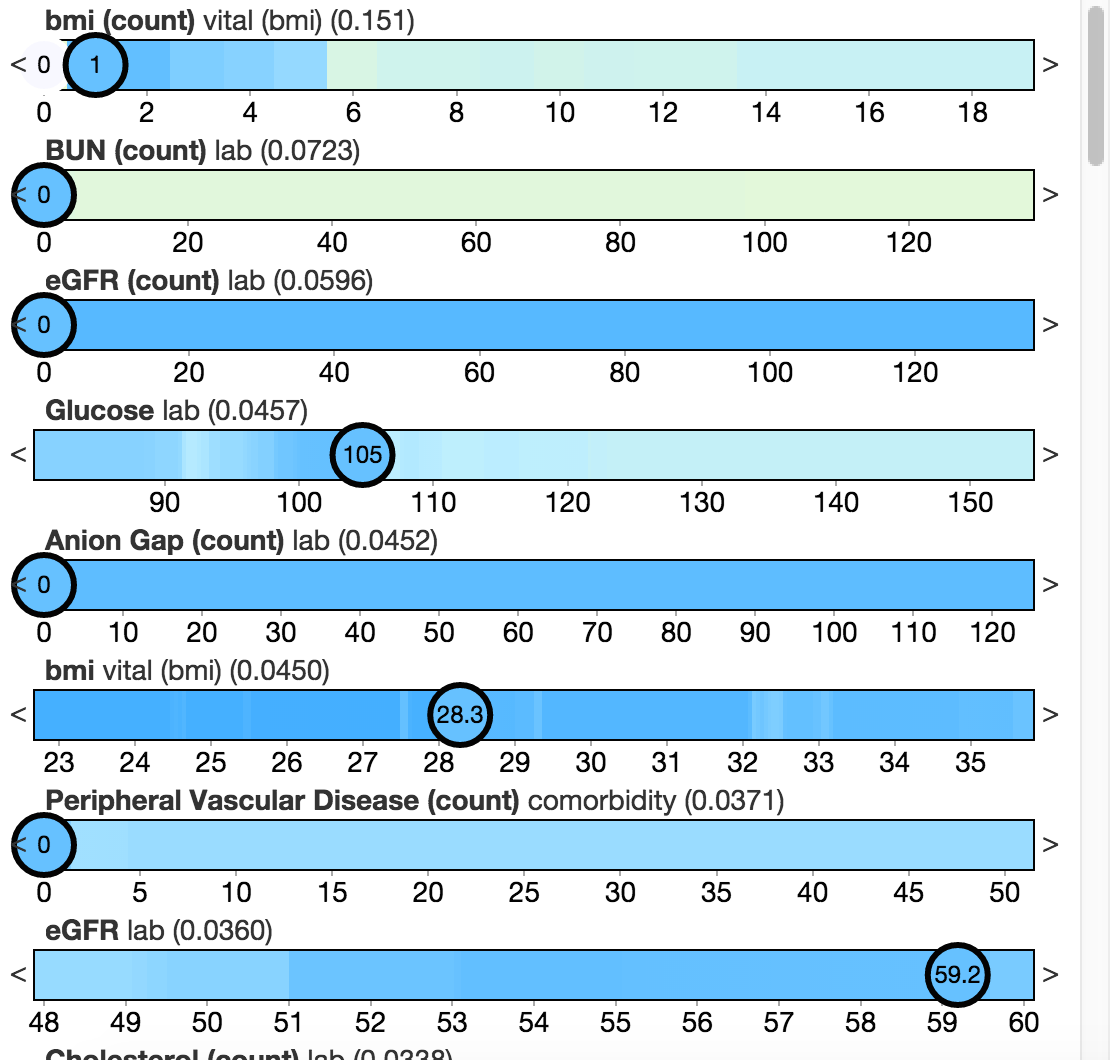 bmi (count) vital (bmi) (0.151)
< 0 1 >
0 2 4 6 8 10 12 14 16 18
BUN (count) lab (0.0723)
< 0 >
0 20 40 60 80 100 120
eGFR (count) lab (0.0596)
< 0 >
0 20 40 60 80 100 120
Glucose lab (0.0457)
< 105 >
90 100 110 120 130 140 150
Anion Gap (count) lab (0.0452)
< 0 >
0 10 20 30 40 50 60 70 80 90 100 110 120
bmi vital (bmi) (0.0450)
< 28.3 >
23 24 25 26 27 28 29 30 31 32 33 34 35
Peripheral Vascular Disease (count) comorbidity (0.0371)
< 0 >
0 5 10 15 20 25 30 35 40 45 50
eGFR lab (0.0360)
< 59.2 >
48 49 50 51 52 53 54 55 56 57 58 59 60
Cholesterol (count) lab (0.0338)